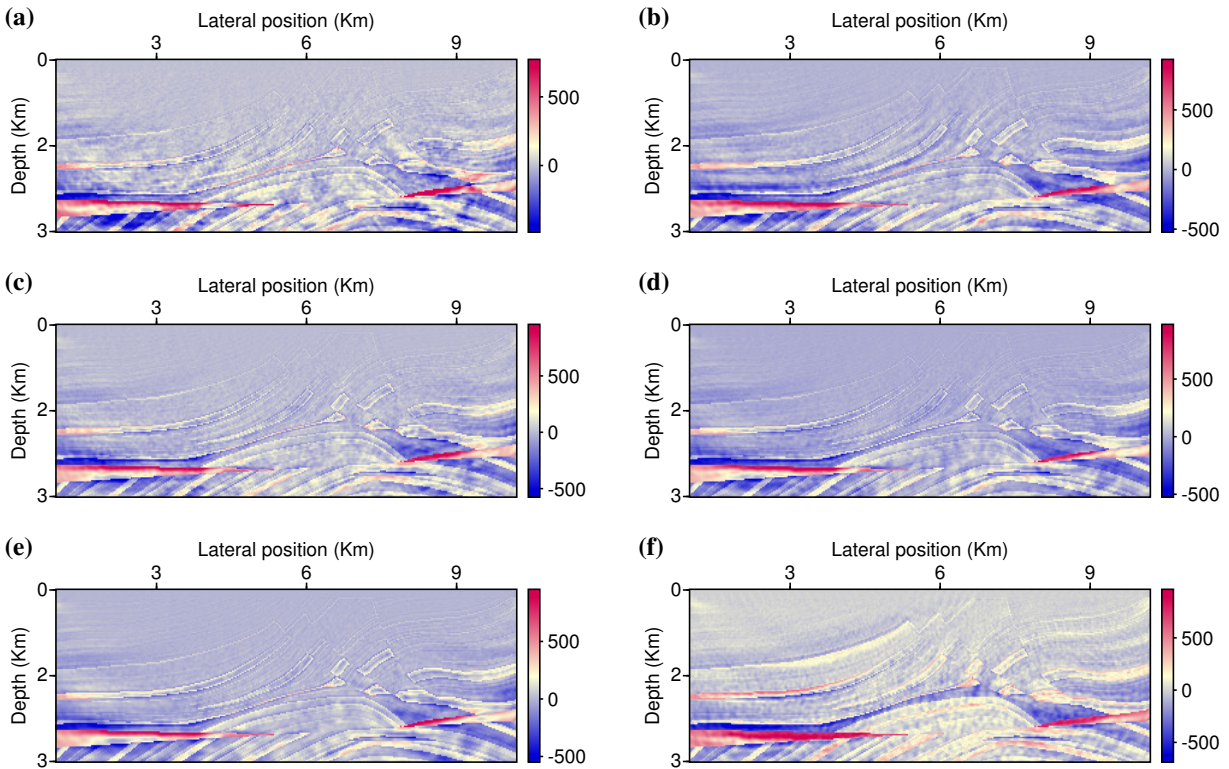 (a)
Lateral position (Km)
3 6 9
Depth (Km)
0
2
3
500
0
(b)
Lateral position (Km)
3 6 9
Depth (Km)
0
2
3
500
0
-500
(c)
Lateral position (Km)
3 6 9
Depth (Km)
0
2
3
500
0
-500
(d)
Lateral position (Km)
3 6 9
Depth (Km)
0
2
3
500
0
-500
(e)
Lateral position (Km)
3 6 9
Depth (Km)
0
2
3
500
0
-500
(f)
Lateral position (Km)
3 6 9
Depth (Km)
0
2
3
500
0
-500